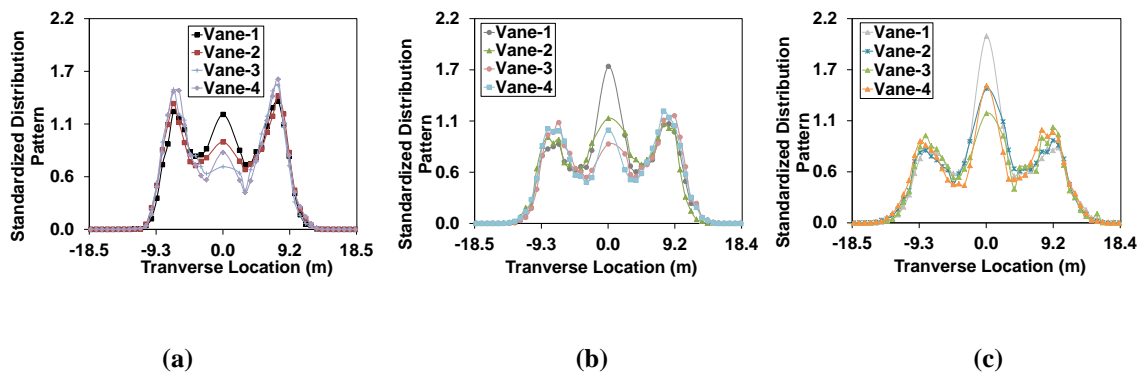 Standardized Distribution
Pattern
2.2
1.7
1.1
0.6
0.0
Vane-1
Vane-2
Vane-3
Vane-4
-18.5
-9.3
0.0
9.2
18.5
Tranverse Location (m)
(a)
Standardized Distribution
Pattern
2.2
1.7
1.1
0.6
0.0
Vane-1
Vane-2
Vane-3
Vane-4
-18.5
-9.3
0.0
9.2
18.4
Tranverse Location (m)
(b)
Standardized Distribution
Pattern
2.2
1.7
1.1
0.6
0.0
Vane-1
Vane-2
Vane-3
Vane-4
-18.5
-9.3
0.0
9.2
18.4
Tranverse Location (m)
(c)